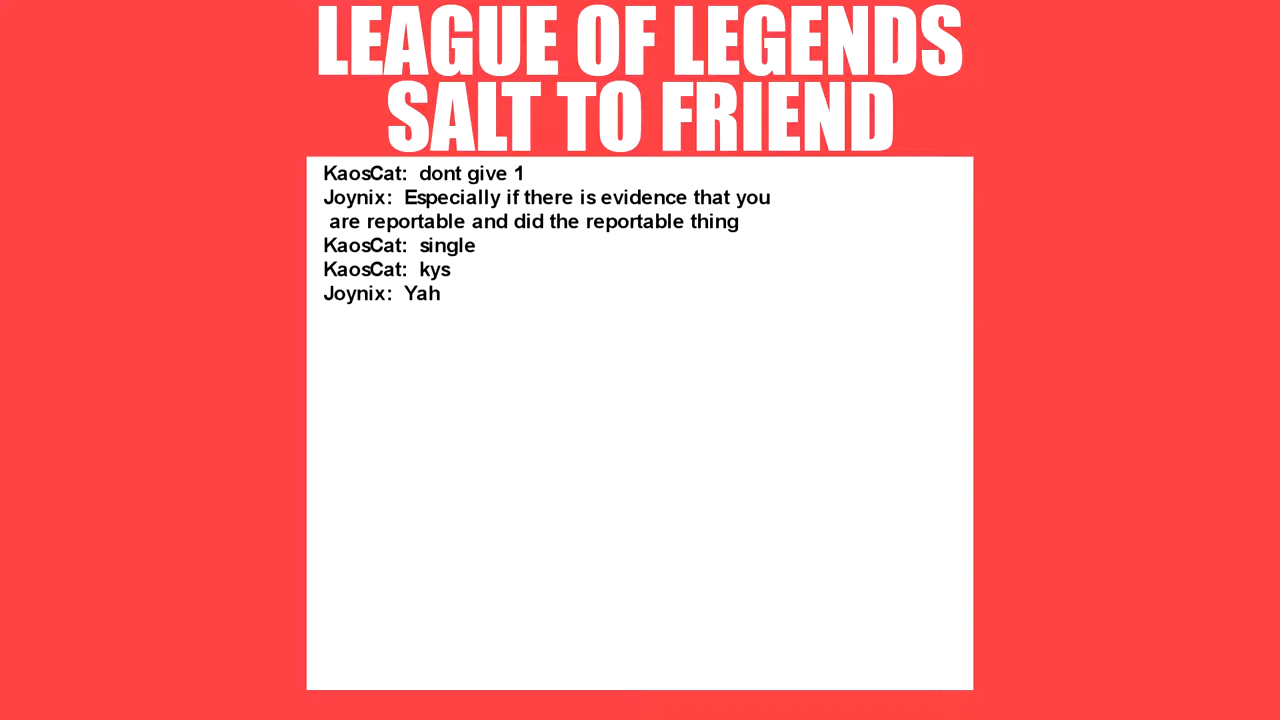 LEAGUE OF LEGENDS
SALT TO FRIEND
KaosCat: dont give 1
Joynix: Especially if there is evidence that you
are reportable and did the reportable thing
KaosCat: single
KaosCat: kys
Joynix: Yah